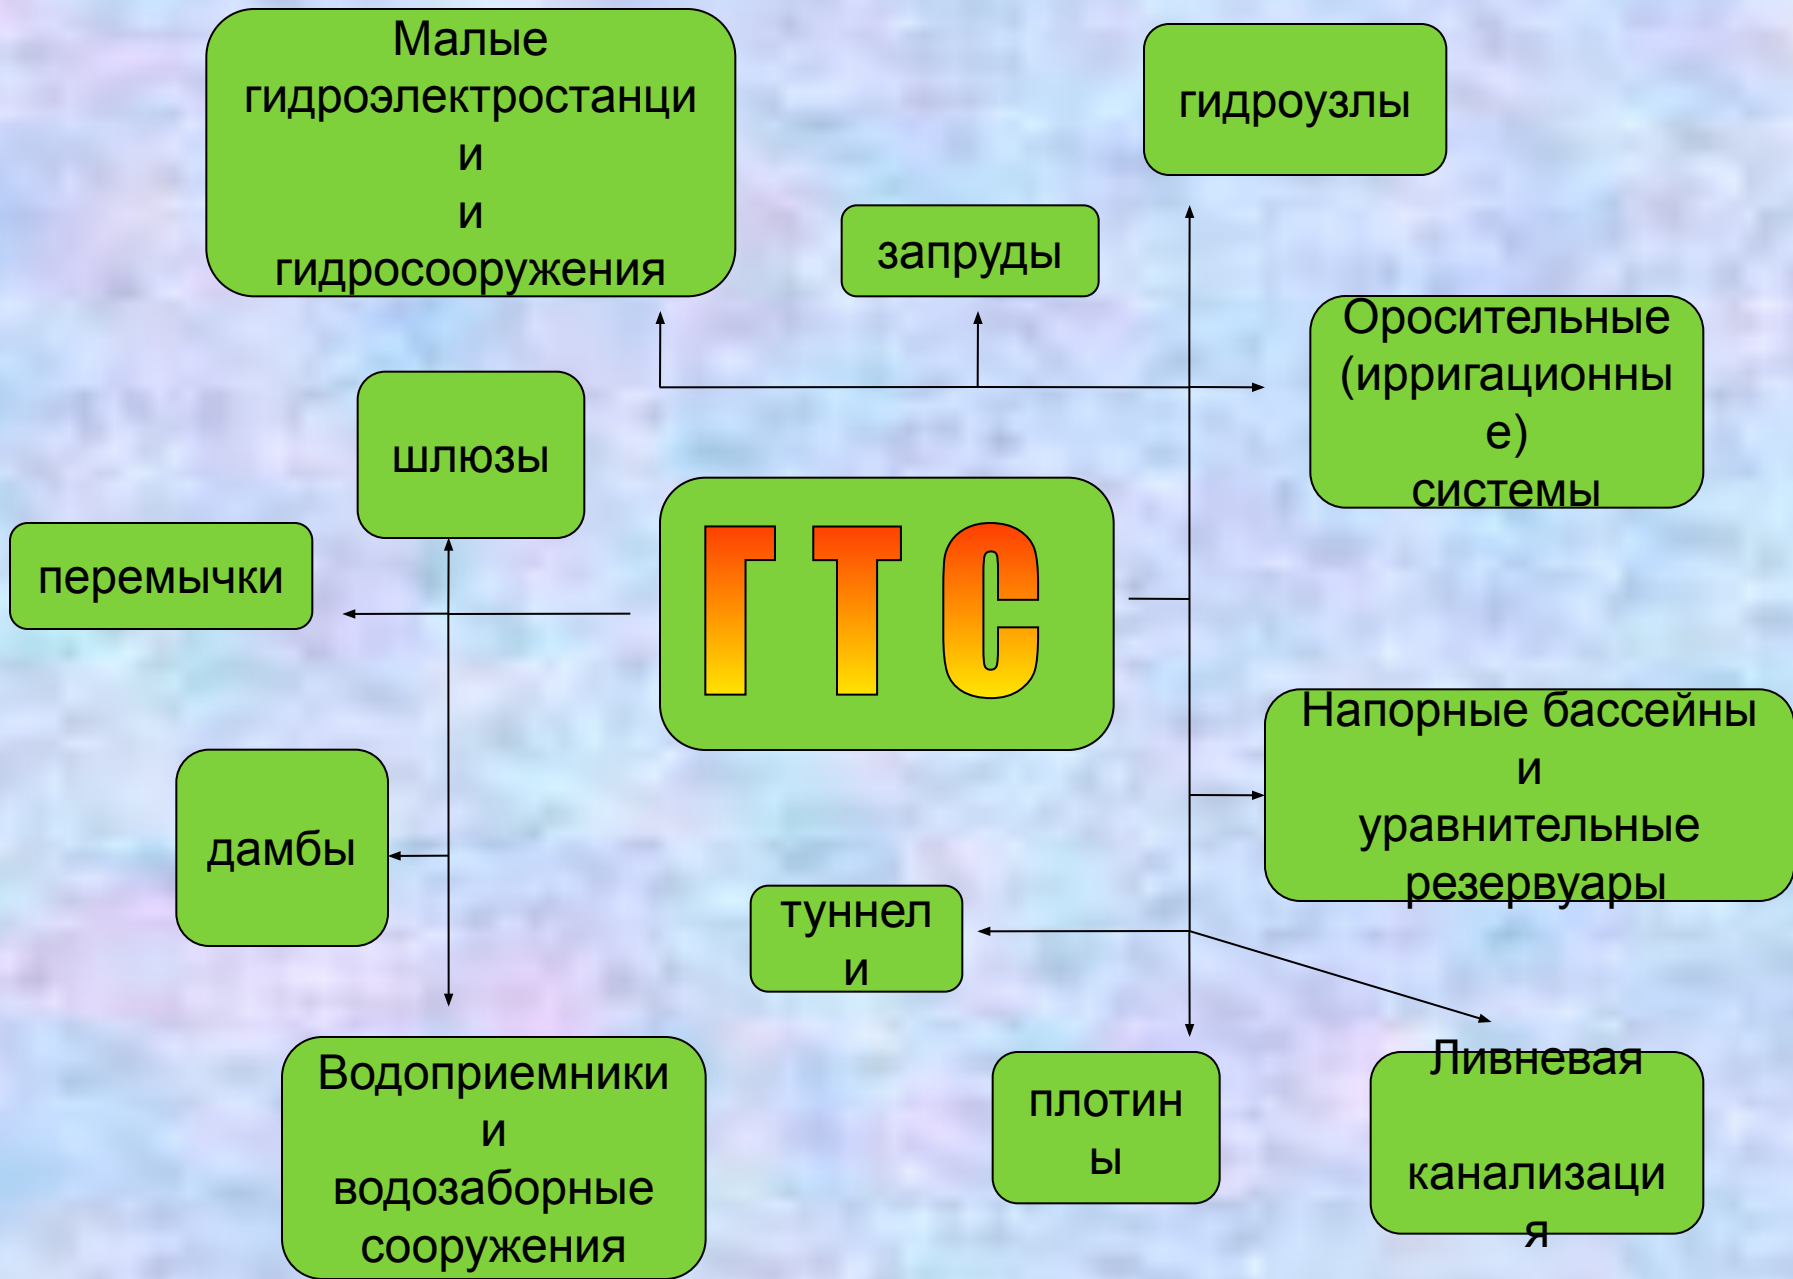 Малые
гидроэлектростанци
и
и
гидросооружения
гидроузлы
запруды
Оросительные
(ирригационны
е)
системы
шлюзы
перемычки
ГТС
Напорные бассейны
и
уравнительные
резервуары
дамбы
туннел
и
Водоприемники
и
водозаборные
сооружения
плотин
ы
Ливневая
канализаци
я